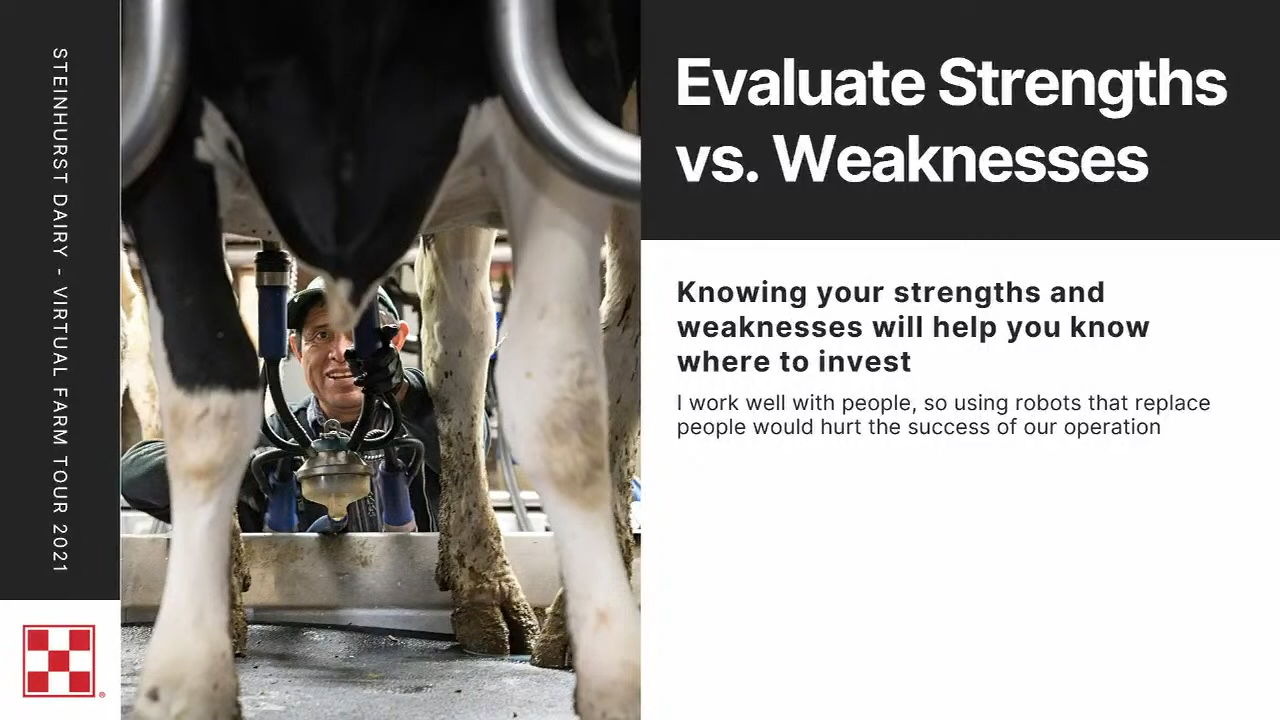 STEINHURST DAIRY - VIRTUAL FARM TOUR 2021
Evaluate Strengths
vs. Weaknesses
Knowing your strengths and
weaknesses will help you know
where to invest
I work well with people, so using robots that replace
people would hurt the success of our operation
®